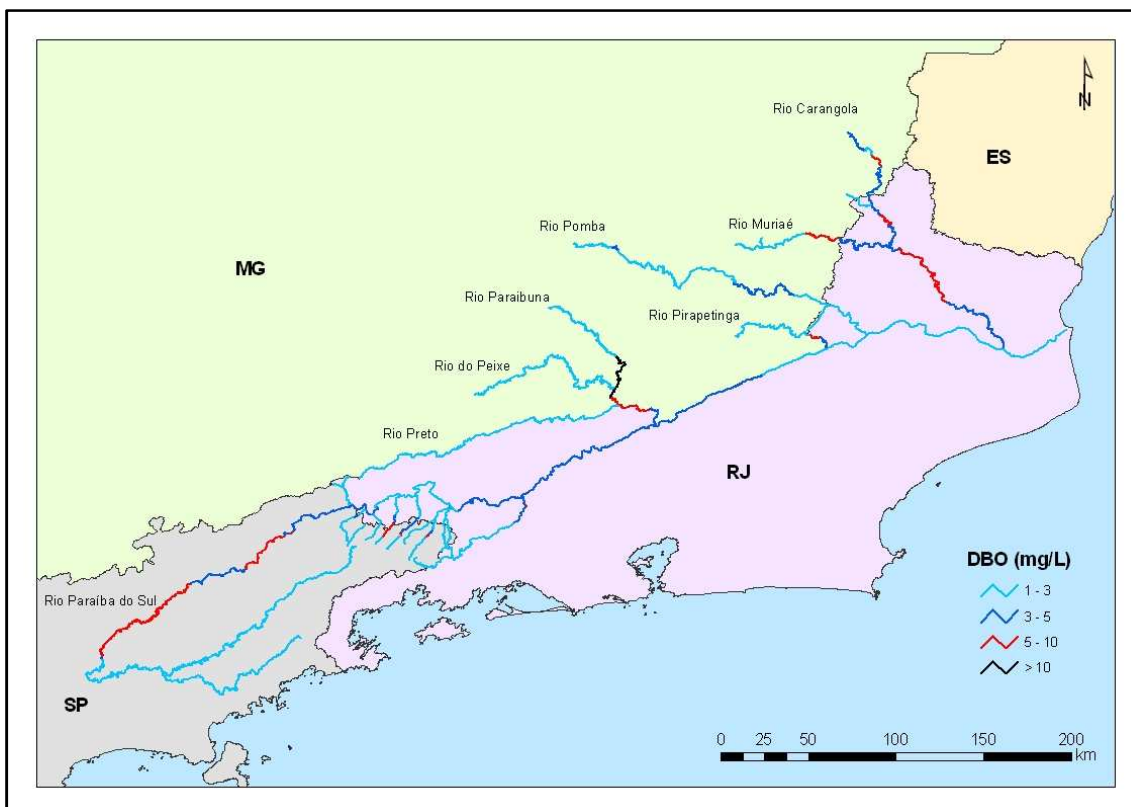 Rio Carangola
N
ES
Rio Pomba
Rio Muriaé
MG
Rio Paraibuna
Rio Pirapetinga
Rio do Peixe
Rio Preto
RJ
DBO (mg/L)
1 - 3
3 - 5
5 - 10
> 10
Rio Paraíba do Sul
SP
0 25 50 100 150 200
km